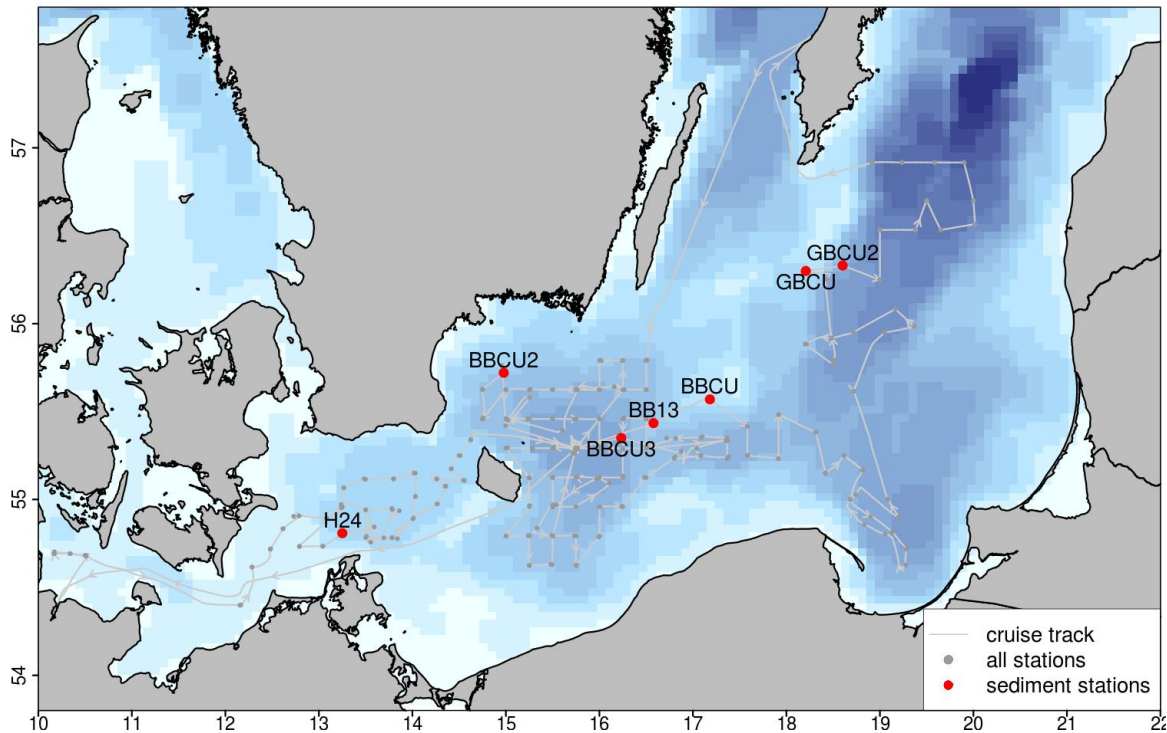 57
56
55
54
GBCU2
GBCU
BBCU2
BBCU
BB13
BBCU3
H24
cruise track
all stations
sediment stations
10 11 12 13 14 15 16 17 18 19 20 21 22